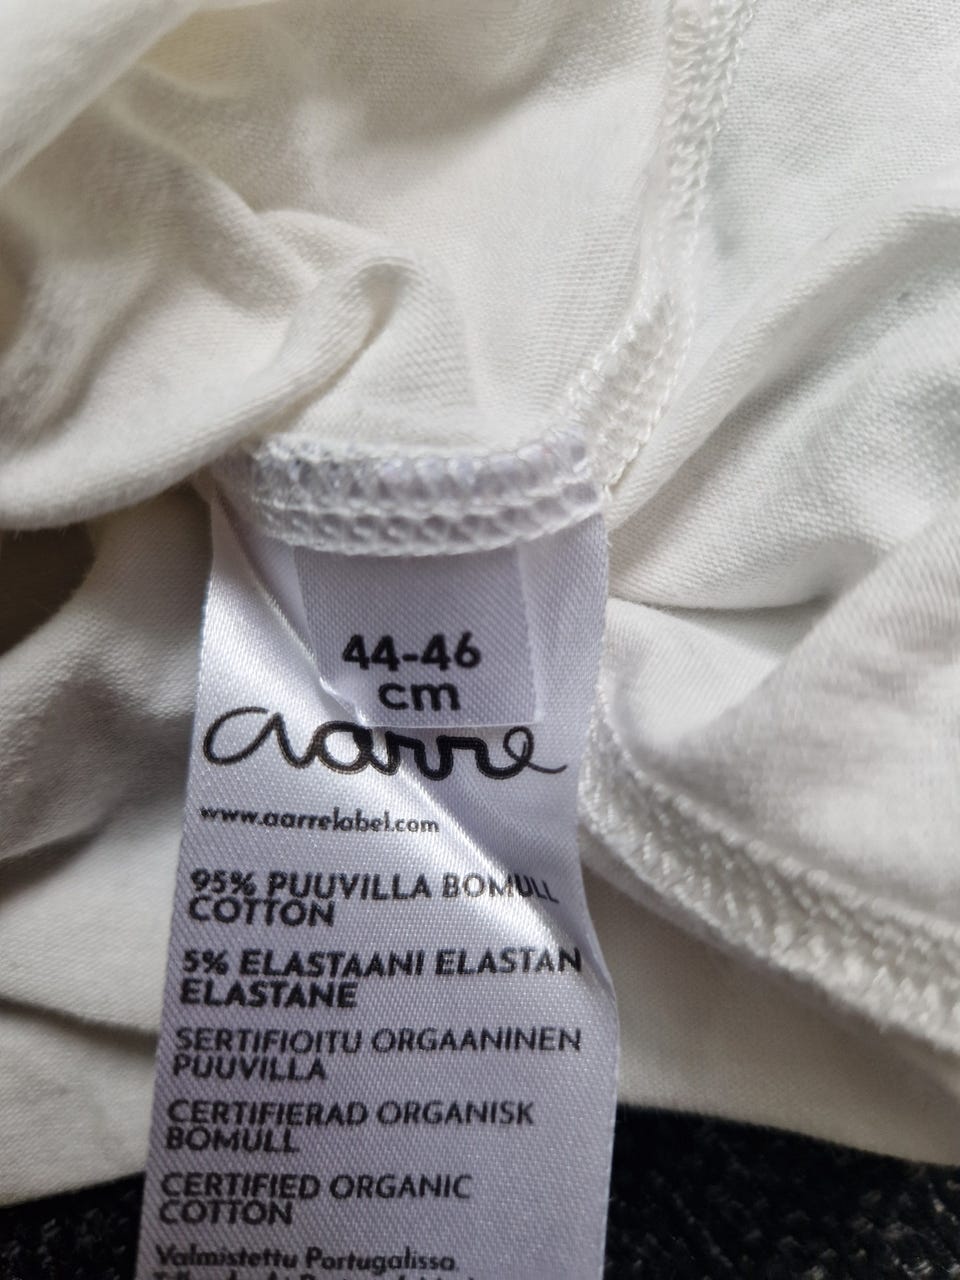 44-46
cm
aarre
www.aarrelabel.com
95% PUUVILLA BOMULL
COTTON
5% ELASTAANI ELASTAN
ELASTANE
SERTIFIOITU ORGAANINEN
PUUVILLA
CERTIFIERAD ORGANISK
BOMULL
CERTIFIED ORGANIC
COTTON
Valmistettu Portugalissa